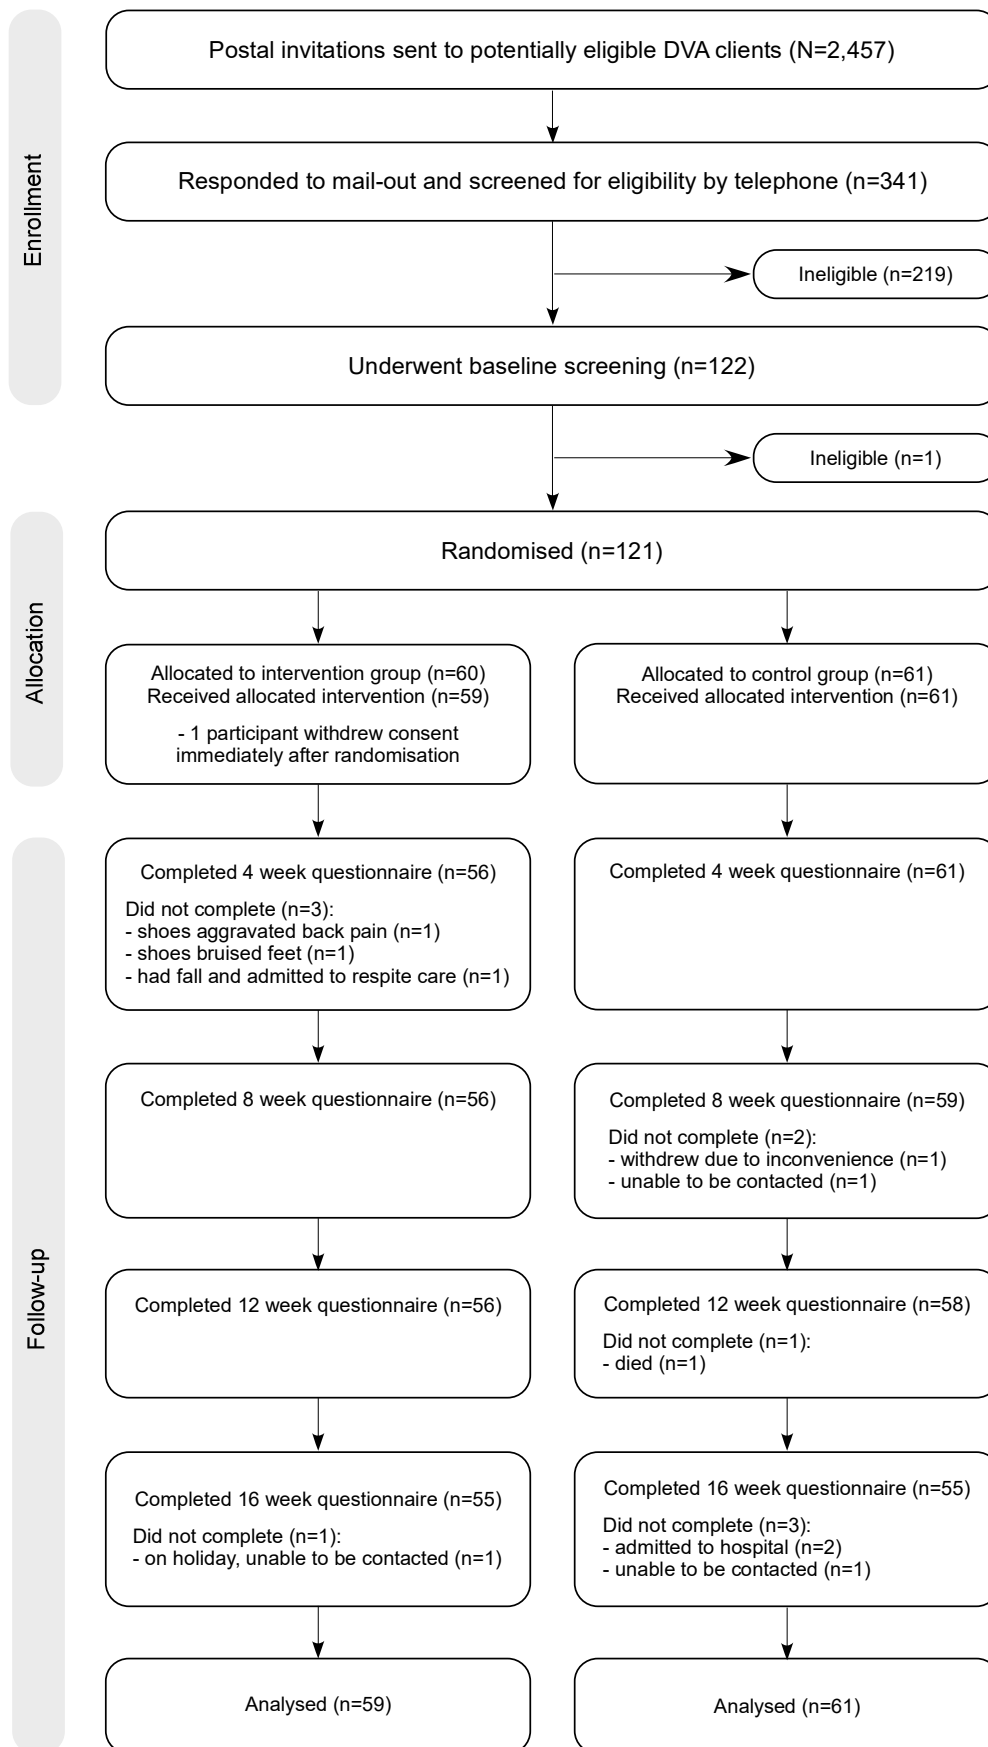 Enrollment
Postal invitations sent to potentially eligible DVA clients (N=2,457)
Responded to mail-out and screened for eligibility by telephone (n=341)
Ineligible (n=219)
Underwent baseline screening (n=122)
Ineligible (n=1)
Allocation
Randomised (n=121)
Allocated to intervention group (n=60)
Received allocated intervention (n=59)
- 1 participant withdrew consent
immediately after randomisation
Allocated to control group (n=61)
Received allocated intervention (n=61)
Follow-up
Completed 4 week questionnaire (n=56)
Did not complete (n=3):
- shoes aggravated back pain (n=1)
- shoes bruised feet (n=1)
- had fall and admitted to respite care (n=1)
Completed 4 week questionnaire (n=61)
Completed 8 week questionnaire (n=56)
Completed 8 week questionnaire (n=59)
Did not complete (n=2):
- withdrew due to inconvenience (n=1)
- unable to be contacted (n=1)
Completed 12 week questionnaire (n=56)
Completed 12 week questionnaire (n=58)
Did not complete (n=1):
- died (n=1)
Completed 16 week questionnaire (n=55)
Did not complete (n=1):
- on holiday, unable to be contacted (n=1)
Completed 16 week questionnaire (n=55)
Did not complete (n=3):
- admitted to hospital (n=2)
- unable to be contacted (n=1)
Analysed (n=59)
Analysed (n=61)